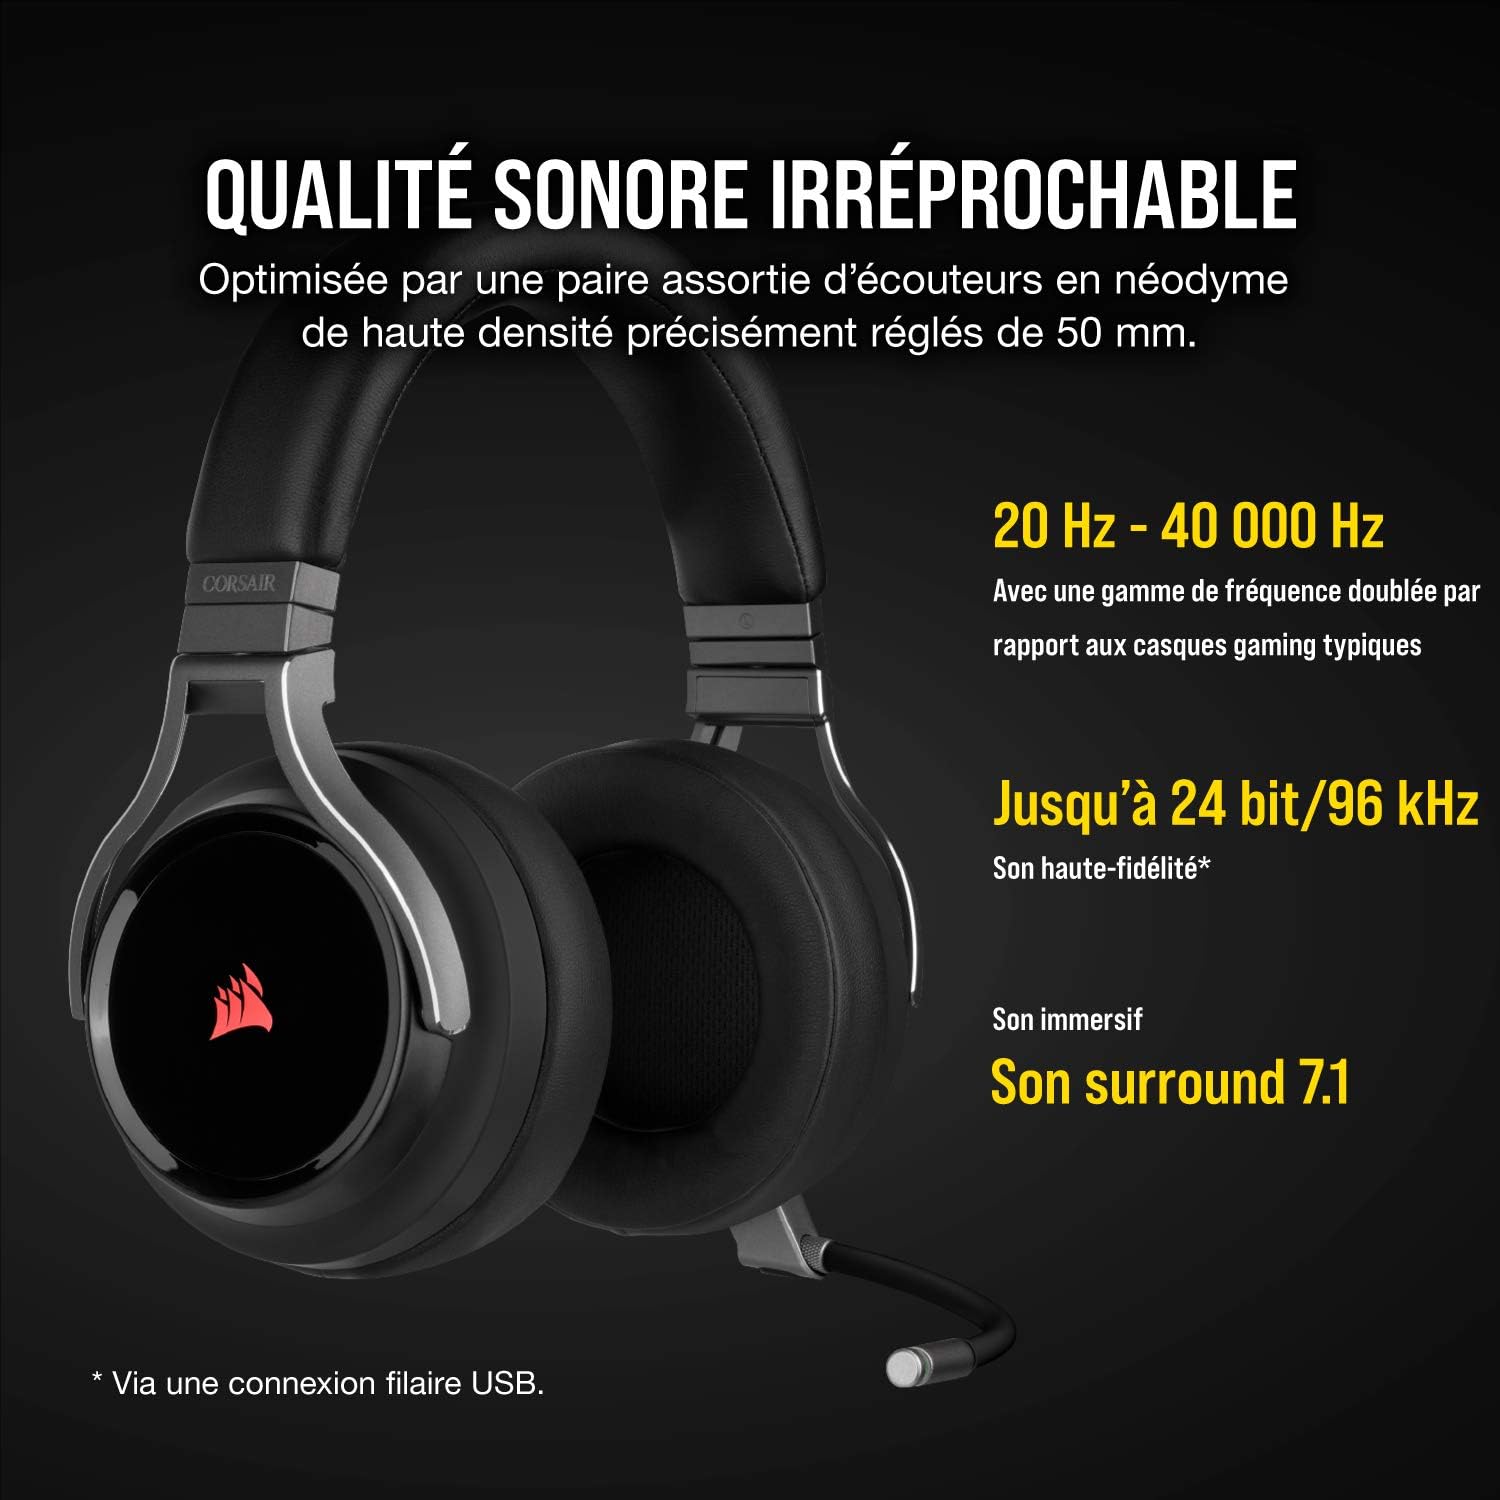 QUALITÉ SONORE IRRÉPROCHABLE
Optimisée par une paire assortie d’écouteurs en néodyme
de haute densité précisément réglés de 50 mm.
CORSAIR
20 Hz - 40 000 Hz
Avec une gamme de fréquence doublée par
rapport aux casques gaming typiques
Jusqu’à 24 bit/96 kHz
Son haute-fidélité*
Son immersif
Son surround 7.1
* Via une connexion filaire USB.